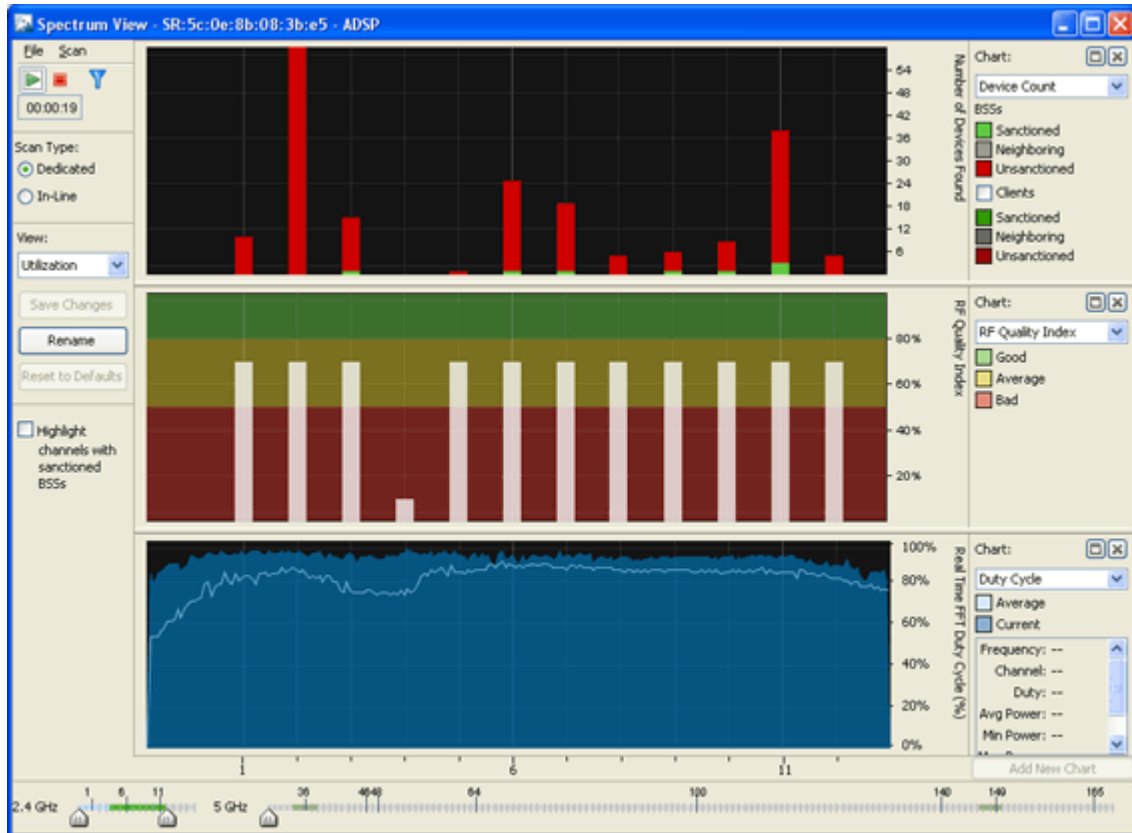 Spectrum View - SR:5c:0e:8b:08:3b:e5 - ADSP
File Scan
00:00:19
Scan Type:
Dedicated
In-Line
View:
Utilization
Save Changes
Rename
Reset to Defaults
Highlight
channels with
sanctioned
BSSs
54
48
42
36
30
24
18
12
6
Number of Devices Found
Chart:
Device Count
BSSs
Sanctioned
Neighboring
Unsanctioned
Clients
Sanctioned
Neighboring
Unsanctioned
80%
60%
40%
20%
RF Quality Index
Chart:
RF Quality Index
Good
Average
Bad
100%
80%
60%
40%
20%
0%
Real Time FFT Duty Cycle (%)
Chart:
Duty Cycle
Average
Current
Frequency: --
Channel: --
Duty: --
Avg Power: --
Min Power: --
1 6 11
Add New Chart
2.4 GHz 1 6 11 5 GHz 36 4648 64 100 140 149 165